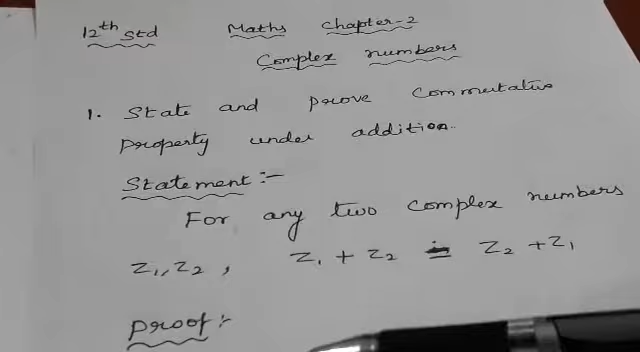 12th Std Maths Chapter-2
Complex numbers
1. State and prove Commutative
property under addition.
Statement:-
For any two complex numbers
Z1, Z2, Z1 + Z2 = Z2 + Z1
Proof:-